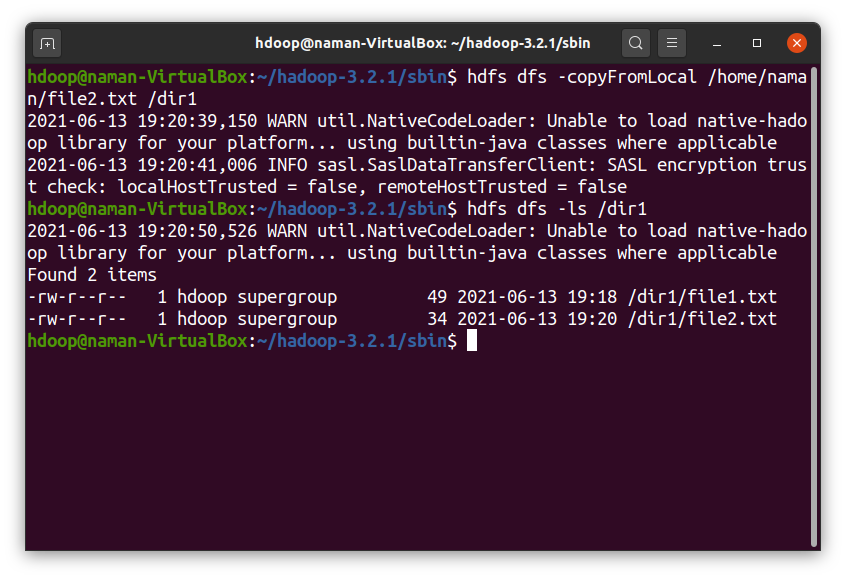 hdoop@naman-VirtualBox: ~/hadoop-3.2.1/sbin
hdoop@naman-VirtualBox:~/hadoop-3.2.1/sbin$ hdfs dfs -copyFromLocal /home/nama
n/file2.txt /dir1
2021-06-13 19:20:39,150 WARN util.NativeCodeLoader: Unable to load native-hado
op library for your platform... using builtin-java classes where applicable
2021-06-13 19:20:41,006 INFO sasl.SaslDataTransferClient: SASL encryption trus
t check: localHostTrusted = false, remoteHostTrusted = false
hdoop@naman-VirtualBox:~/hadoop-3.2.1/sbin$ hdfs dfs -ls /dir1
2021-06-13 19:20:50,526 WARN util.NativeCodeLoader: Unable to load native-hado
op library for your platform... using builtin-java classes where applicable
Found 2 items
-rw-r--r--   1 hdoop supergroup         49 2021-06-13 19:18 /dir1/file1.txt
-rw-r--r--   1 hdoop supergroup         34 2021-06-13 19:20 /dir1/file2.txt
hdoop@naman-VirtualBox:~/hadoop-3.2.1/sbin$